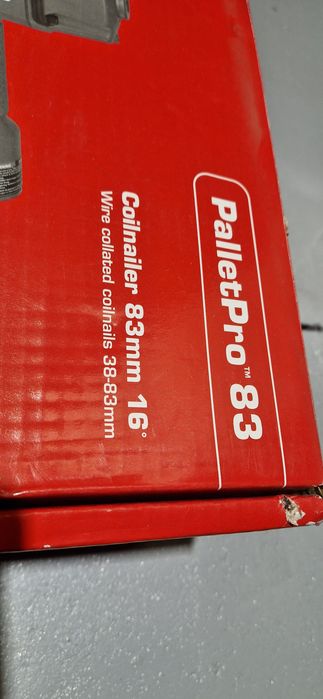 PalletPro™ 83
Coilnailer 83mm 16°
Wire collated coilnails 38-83mm